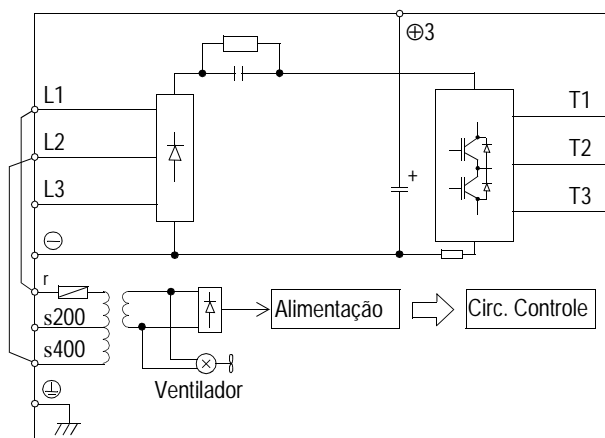 ⊕3
L1
T1
L2
T2
L3
T3
+
⊖
r
s200
Alimentação
Circ. Controle
s400
Ventilador